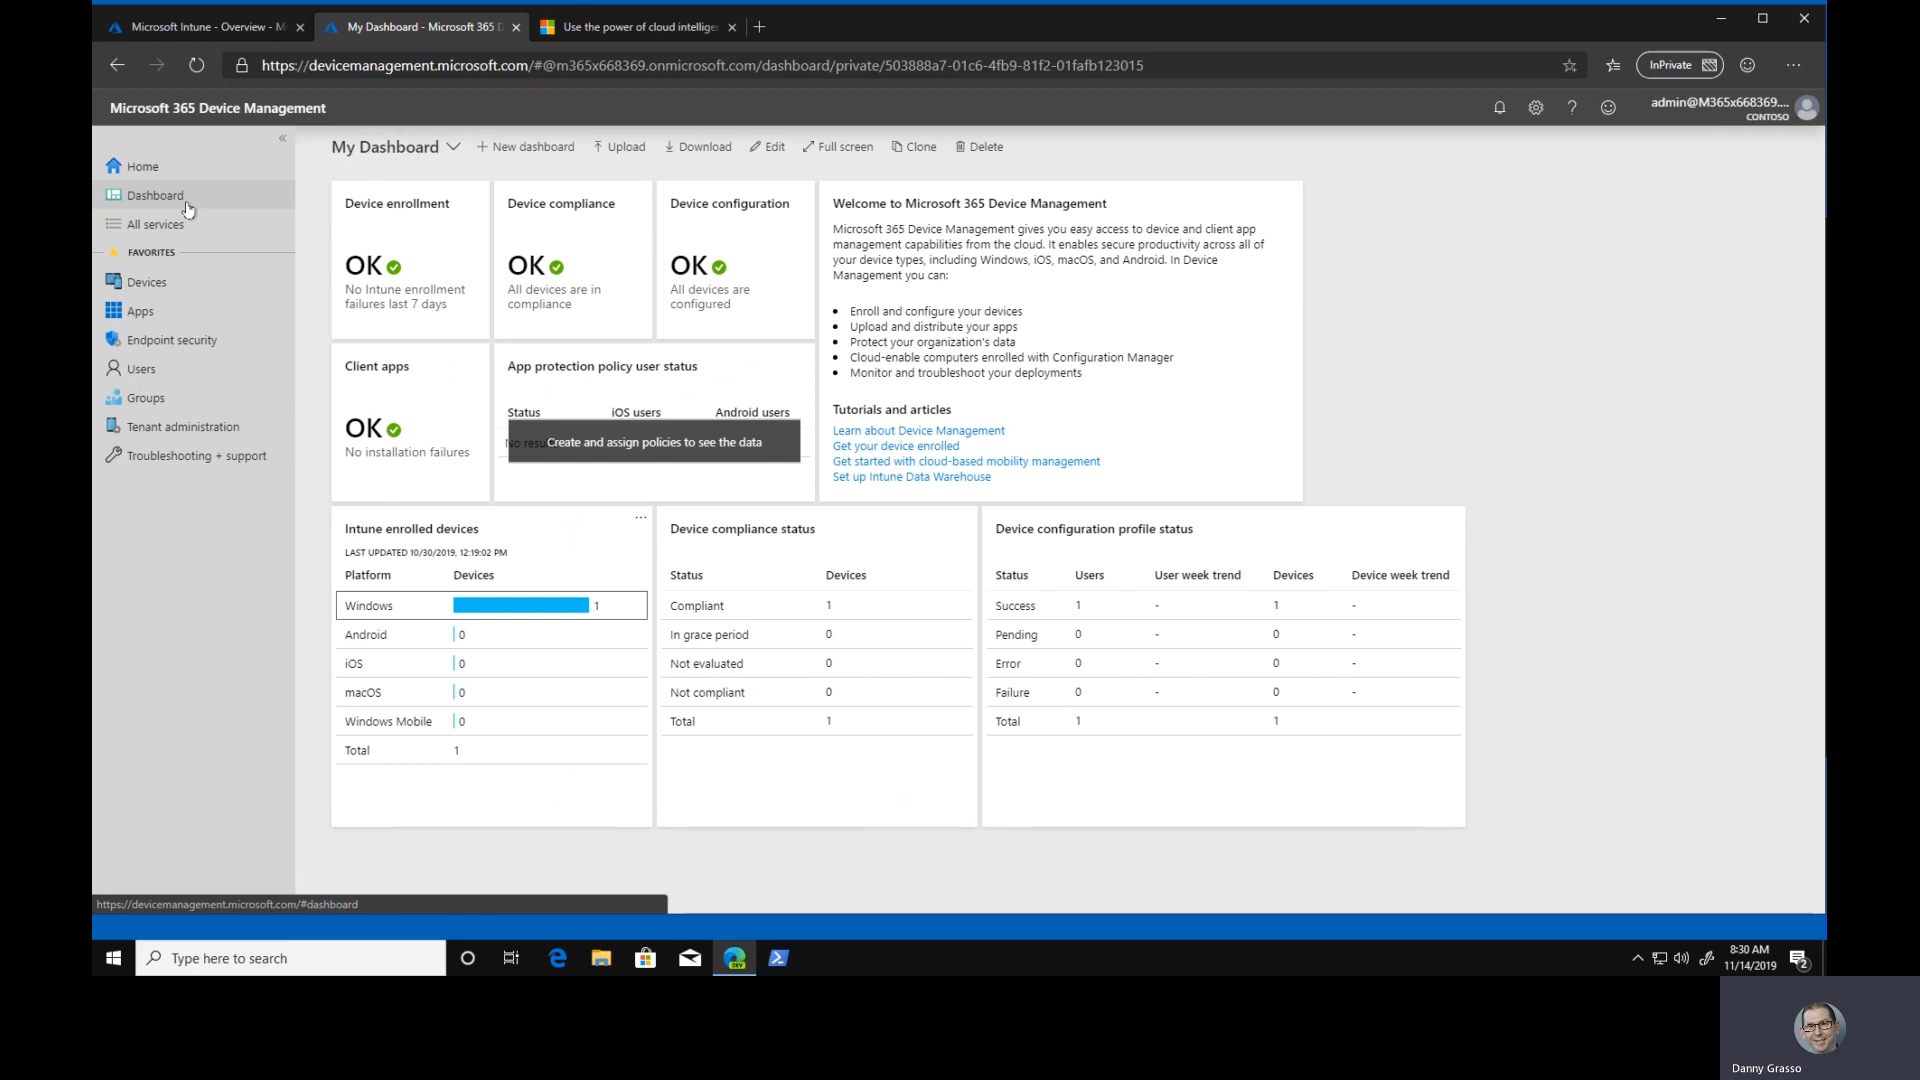 Microsoft Intune - Overview - M
My Dashboard - Microsoft 365 D
Use the power of cloud intellige
https://devicemanagement.microsoft.com/#@m365x668369.onmicrosoft.com/dashboard/private/503888a7-01c6-4fb9-81f2-01fafb123015
InPrivate
Microsoft 365 Device Management
admin@M365x668369....
CONTOSO
Home
Dashboard
All services
FAVORITES
Devices
Apps
Endpoint security
Users
Groups
Tenant administration
Troubleshooting + support
My Dashboard
New dashboard
Upload
Download
Edit
Full screen
Clone
Delete
Device enrollment
OK
No Intune enrollment
failures last 7 days
Device compliance
OK
All devices are in
compliance
Device configuration
OK
All devices are
configured
Client apps
OK
No installation failures
App protection policy user status
Status iOS users Android users
No resu
Create and assign policies to see the data
Welcome to Microsoft 365 Device Management
Microsoft 365 Device Management gives you easy access to device and client app
management capabilities from the cloud. It enables secure productivity across all of
your device types, including Windows, iOS, macOS, and Android. In Device
Management you can:
• Enroll and configure your devices
• Upload and distribute your apps
• Protect your organization's data
• Cloud-enable computers enrolled with Configuration Manager
• Monitor and troubleshoot your deployments
Tutorials and articles
Learn about Device Management
Get your device enrolled
Get started with cloud-based mobility management
Set up Intune Data Warehouse
Intune enrolled devices
LAST UPDATED 10/30/2019, 12:19:02 PM
Platform Devices
Windows 1
Android 0
iOS 0
macOS 0
Windows Mobile 0
Total 1
Device compliance status
Status Devices
Compliant 1
In grace period 0
Not evaluated 0
Not compliant 0
Total 1
Device configuration profile status
Status Users User week trend Devices Device week trend
Success 1 - 1 -
Pending 0 - 0 -
Error 0 - 0 -
Failure 0 - 0 -
Total 1 1
https://devicemanagement.microsoft.com/#dashboard
Type here to search
DEV
8:30 AM
11/14/2019
2
Danny Grasso